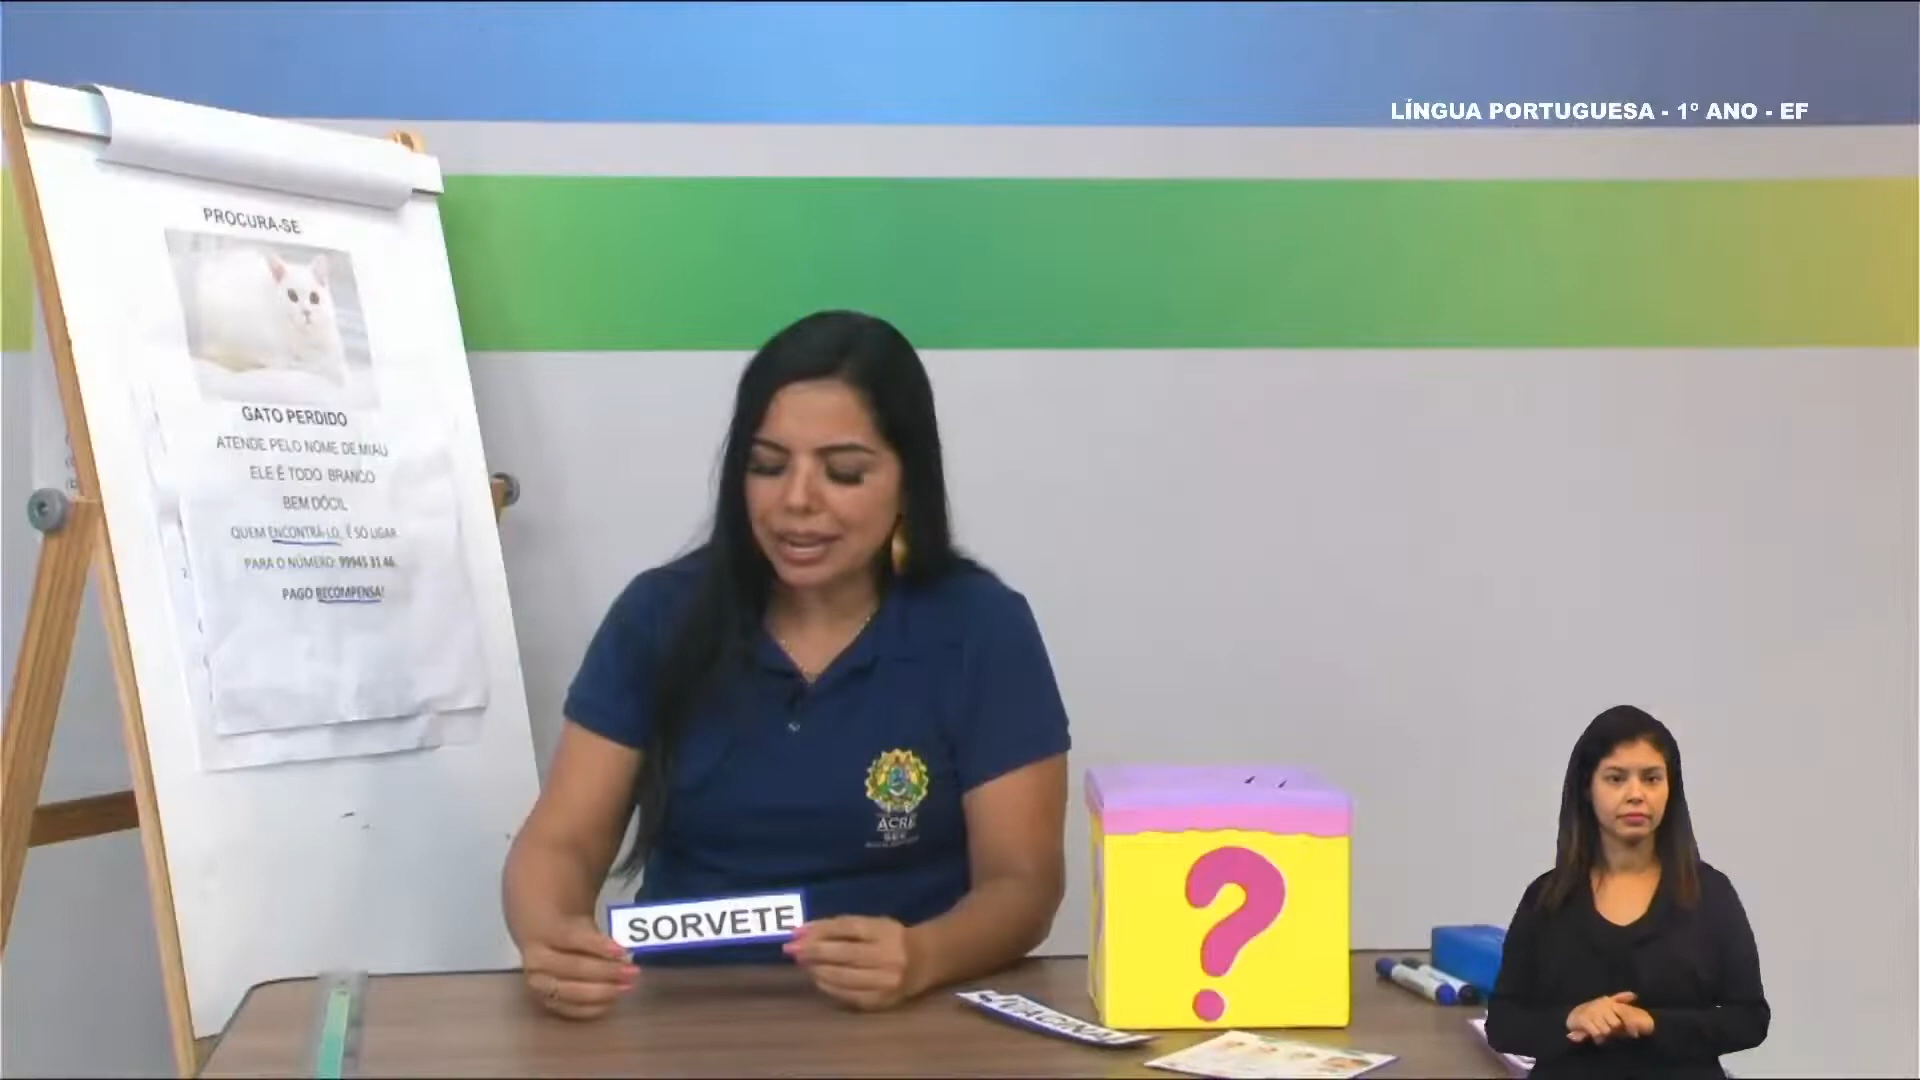 LÍNGUA PORTUGUESA - 1º ANO - EF
PROCURA-SE
GATO PERDIDO
ATENDE PELO NOME DE MIAU
ELE É TODO BRANCO
BEM DÓCIL
QUEM ENCONTRÁ-LO, É SÓ LIGAR
PARA O NÚMERO: 99945 31 46
PAGO RECOMPENSA!
ACRE
SORVETE
?